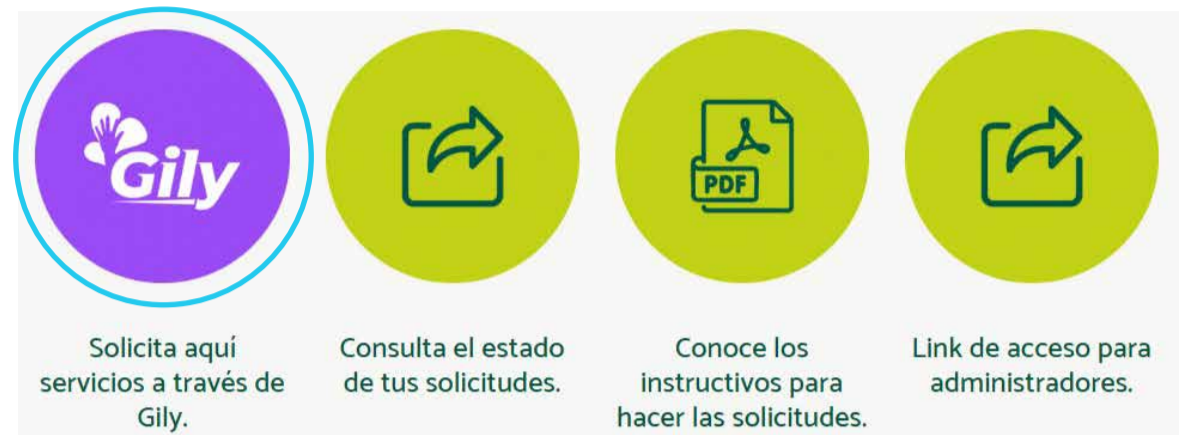 Gily
PDF
Solicita aquí
servicios a través de
Gily.
Consulta el estado
de tus solicitudes.
Conoce los
instructivos para
hacer las solicitudes.
Link de acceso para
administradores.